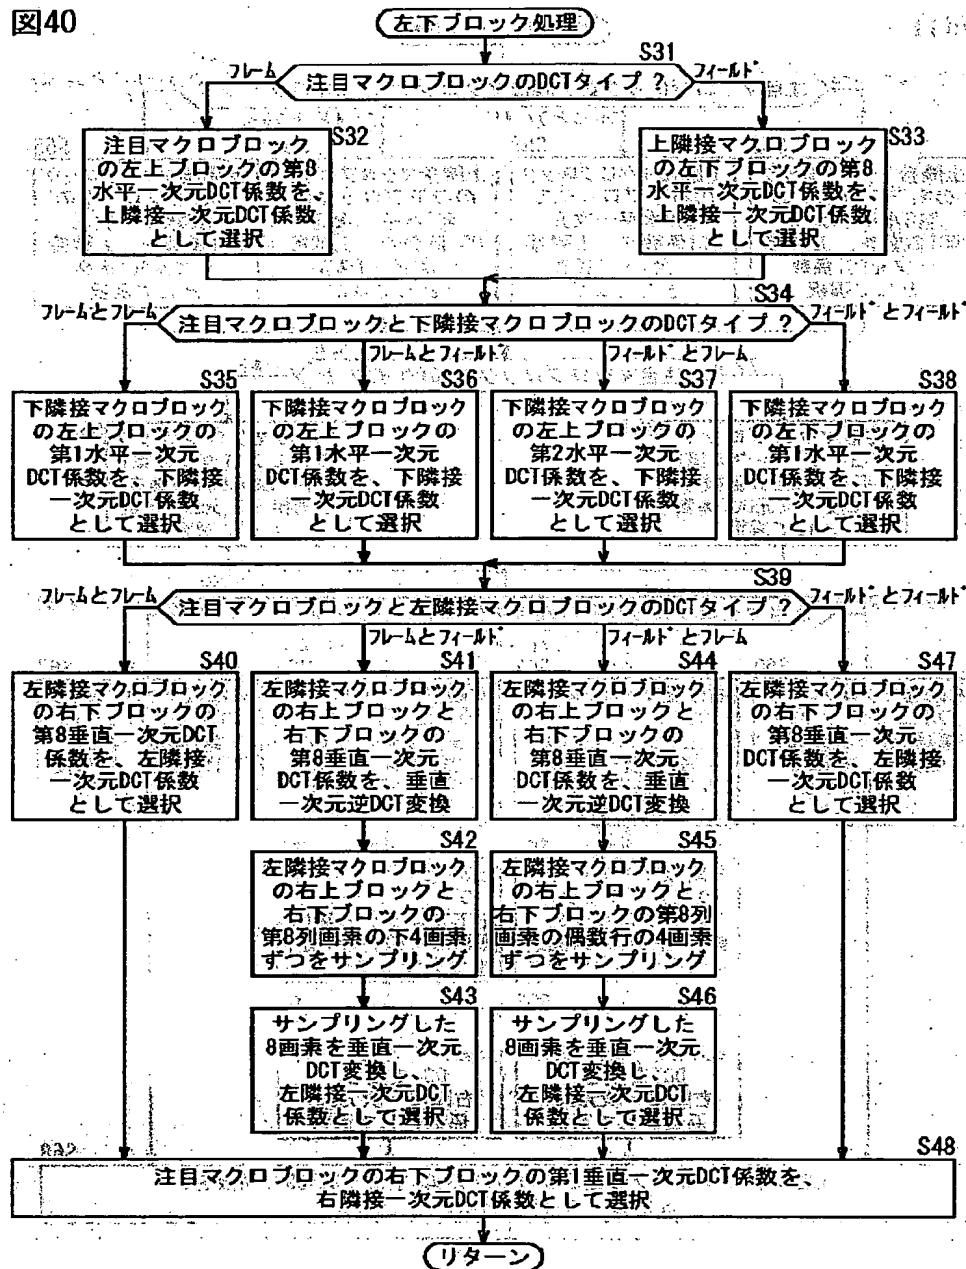 図40
左下ブロック処理
S31
フレーム
注目マクロブロックのDCTタイプ?
フィールド
S32
注目マクロブロック
の左上ブロックの第8
水平一次元DCT係数を、
上隣接一次元DCT係数
として選択
S33
上隣接マクロブロック
の左下ブロックの第8
水平一次元DCT係数を、
上隣接一次元DCT係数
として選択
S34
フレームとフレーム
注目マクロブロックと下隣接マクロブロックのDCTタイプ?
フィールドとフィールド
フレームとフィールド
フィールドとフレーム
S35
下隣接マクロブロック
の左上ブロックの
第1水平一次元
DCT係数を、下隣接
一次元DCT係数
として選択
S36
下隣接マクロブロック
の左上ブロックの
第1水平一次元
DCT係数を、下隣接
一次元DCT係数
として選択
S37
下隣接マクロブロック
の左上ブロックの
第2水平一次元
DCT係数を、下隣接
一次元DCT係数
として選択
S38
下隣接マクロブロック
の左下ブロックの
第1水平一次元
DCT係数を、下隣接
一次元DCT係数
として選択
S39
フレームとフレーム
注目マクロブロックと左隣接マクロブロックのDCTタイプ?
フィールドとフィールド
フレームとフィールド
フィールドとフレーム
S40
左隣接マクロブロック
の右下ブロックの
第8垂直一次元DCT
係数を、左隣接
一次元DCT係数
として選択
S41
左隣接マクロブロック
の右上ブロックと
右下ブロックの
第8垂直一次元
DCT係数を、垂直
一次元逆DCT変換
S44
左隣接マクロブロック
の右上ブロックと
右下ブロックの
第8垂直一次元
DCT係数を、垂直
一次元逆DCT変換
S47
左隣接マクロブロック
の右下ブロックの
第8垂直一次元
DCT係数を、左隣接
一次元DCT係数
として選択
S42
左隣接マクロブロック
の右上ブロックと
右下ブロックの
第8列画素の下4画素
ずつをサンプリング
S45
左隣接マクロブロック
の右上ブロックと
右下ブロックの第8列
画素の偶数行の4画素
ずつをサンプリング
S43
サンプリングした
8画素を垂直一次元
DCT変換し、
左隣接一次元DCT
係数として選択
S46
サンプリングした
8画素を垂直一次元
DCT変換し、
左隣接一次元DCT
係数として選択
S48
注目マクロブロックの右下ブロックの第1垂直一次元DCT係数を、
右隣接一次元DCT係数として選択
リターン